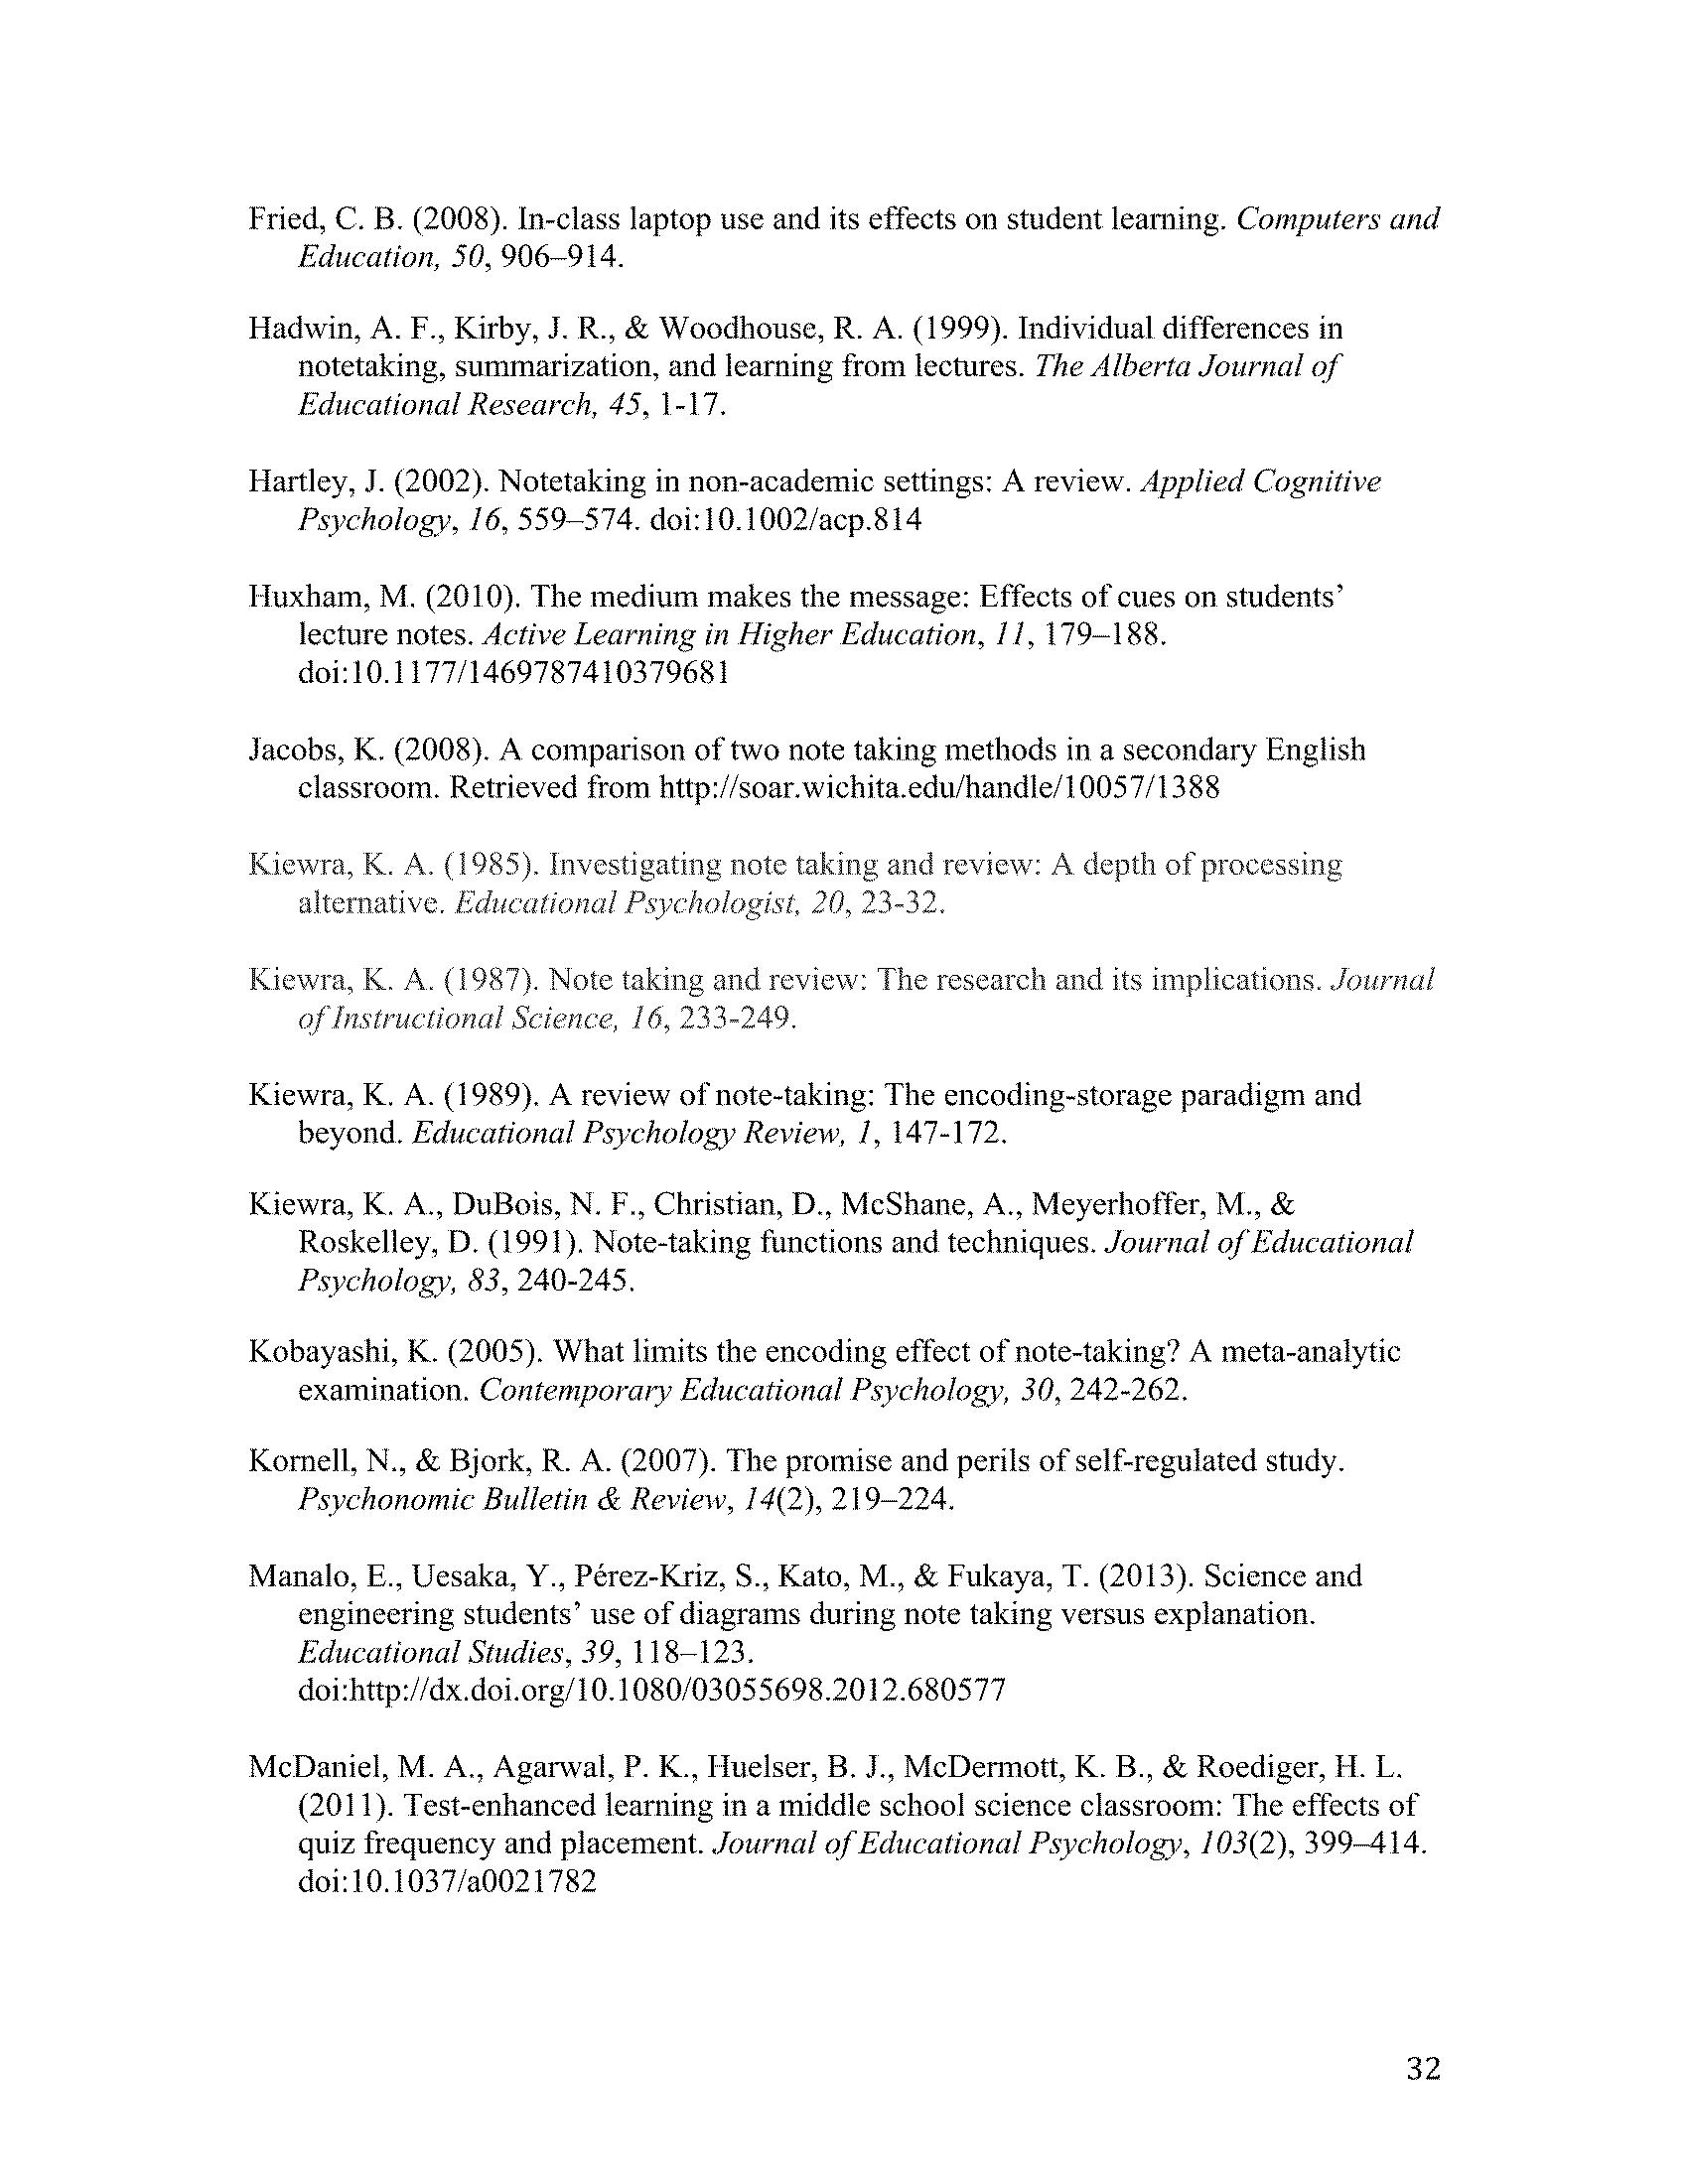 Fried, C. B. (2008). In-class laptop use and its effects on student learning. Computers and
Education, 50, 906–914.
Hadwin, A. F., Kirby, J. R., & Woodhouse, R. A. (1999). Individual differences in
notetaking, summarization, and learning from lectures. The Alberta Journal of
Educational Research, 45, 1-17.
Hartley, J. (2002). Notetaking in non-academic settings: A review. Applied Cognitive
Psychology, 16, 559–574. doi:10.1002/acp.814
Huxham, M. (2010). The medium makes the message: Effects of cues on students’
lecture notes. Active Learning in Higher Education, 11, 179–188.
doi:10.1177/1469787410379681
Jacobs, K. (2008). A comparison of two note taking methods in a secondary English
classroom. Retrieved from http://soar.wichita.edu/handle/10057/1388
Kiewra, K. A. (1985). Investigating note taking and review: A depth of processing
alternative. Educational Psychologist, 20, 23-32.
Kiewra, K. A. (1987). Note taking and review: The research and its implications. Journal
of Instructional Science, 16, 233-249.
Kiewra, K. A. (1989). A review of note-taking: The encoding-storage paradigm and
beyond. Educational Psychology Review, 1, 147-172.
Kiewra, K. A., DuBois, N. F., Christian, D., McShane, A., Meyerhoffer, M., &
Roskelley, D. (1991). Note-taking functions and techniques. Journal of Educational
Psychology, 83, 240-245.
Kobayashi, K. (2005). What limits the encoding effect of note-taking? A meta-analytic
examination. Contemporary Educational Psychology, 30, 242-262.
Kornell, N., & Bjork, R. A. (2007). The promise and perils of self-regulated study.
Psychonomic Bulletin & Review, 14(2), 219–224.
Manalo, E., Uesaka, Y., Pérez-Kriz, S., Kato, M., & Fukaya, T. (2013). Science and
engineering students’ use of diagrams during note taking versus explanation.
Educational Studies, 39, 118–123.
doi:http://dx.doi.org/10.1080/03055698.2012.680577
McDaniel, M. A., Agarwal, P. K., Huelser, B. J., McDermott, K. B., & Roediger, H. L.
(2011). Test-enhanced learning in a middle school science classroom: The effects of
quiz frequency and placement. Journal of Educational Psychology, 103(2), 399–414.
doi:10.1037/a0021782
32